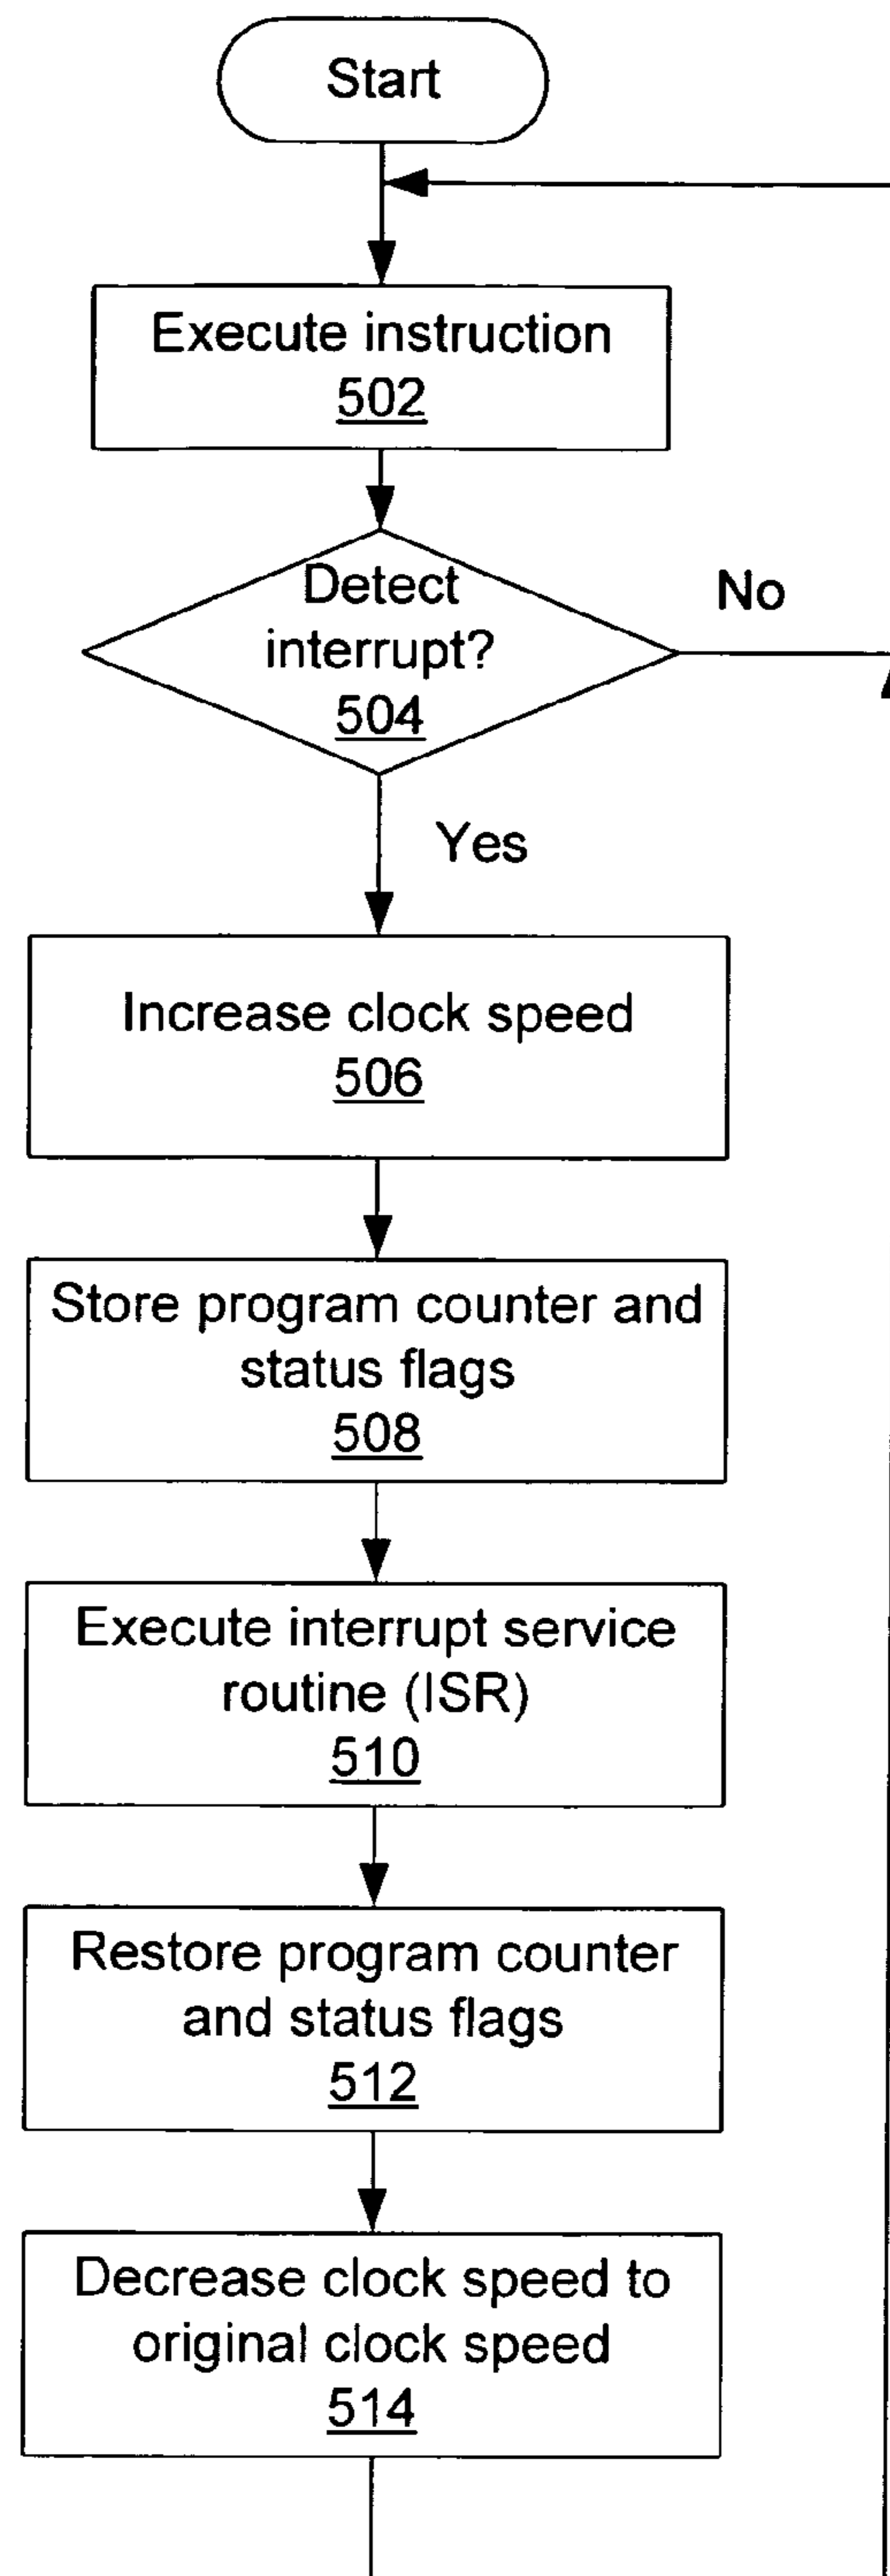 Start
Execute instruction
502
Detect
interrupt?
504
No
Yes
Increase clock speed
506
Store program counter and
status flags
508
Execute interrupt service
routine (ISR)
510
Restore program counter
and status flags
512
Decrease clock speed to
original clock speed
514